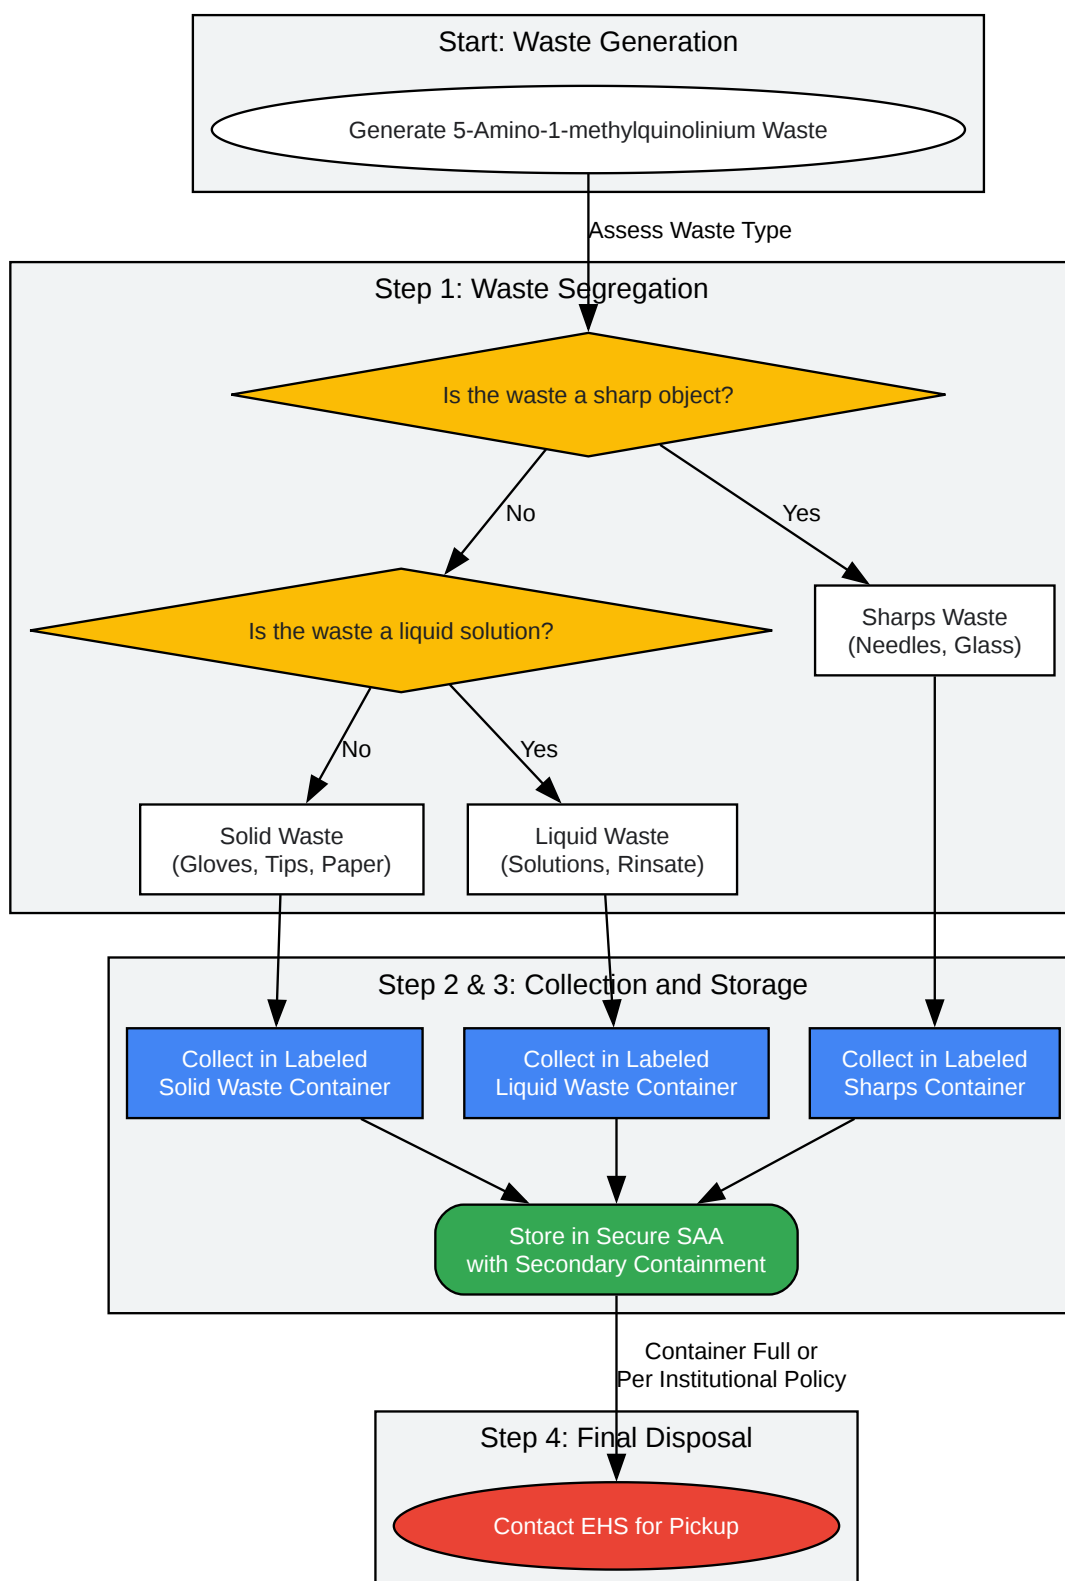 Start: Waste Generation
Generate 5-Amino-1-methylquinolinium Waste
Assess Waste Type
Step 1: Waste Segregation
Is the waste a sharp object?
No
Yes
Is the waste a liquid solution?
Sharps Waste
(Needles, Glass)
No
Yes
Solid Waste
(Gloves, Tips, Paper)
Liquid Waste
(Solutions, Rinsate)
Step 2 & 3: Collection and Storage
Collect in Labeled
Solid Waste Container
Collect in Labeled
Liquid Waste Container
Collect in Labeled
Sharps Container
Store in Secure SAA
with Secondary Containment
Container Full or
Per Institutional Policy
Step 4: Final Disposal
Contact EHS for Pickup